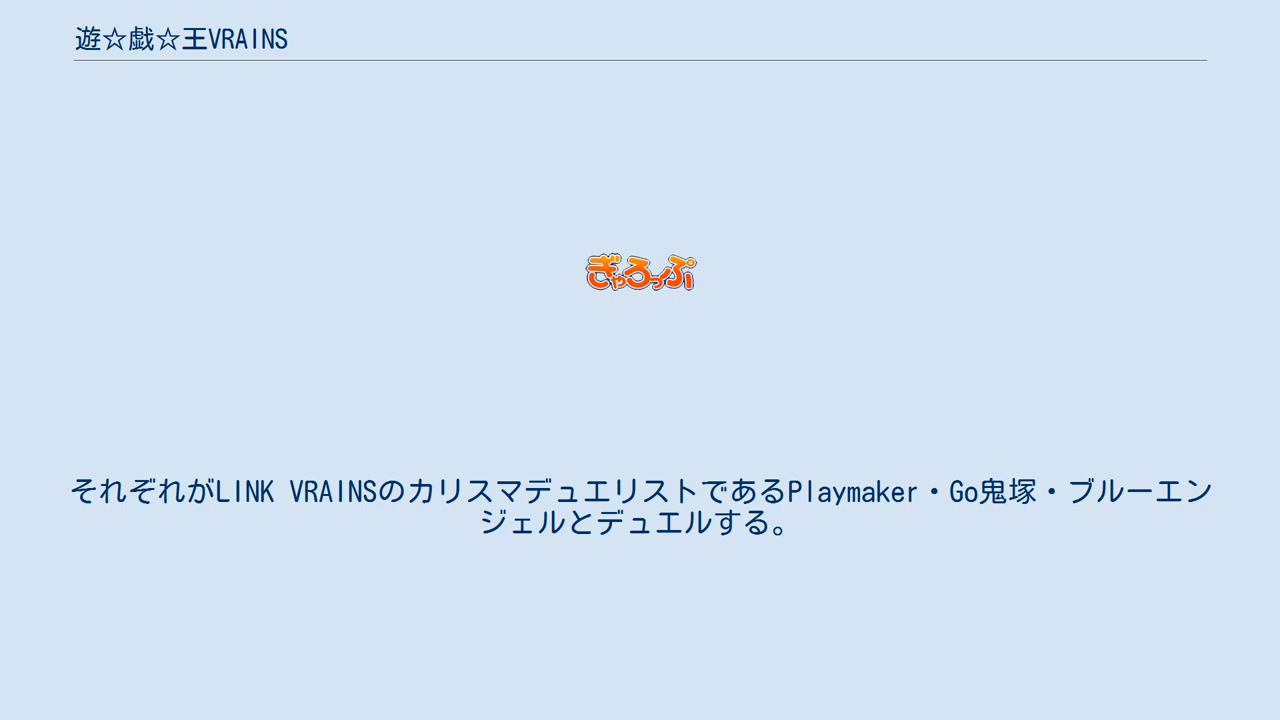 遊☆戯☆王VRAINS
ぎゃろっぷ
それぞれがLINK VRAINSのカリスマデュエリストであるPlaymaker・Go鬼塚・ブルーエン
ジェルとデュエルする。